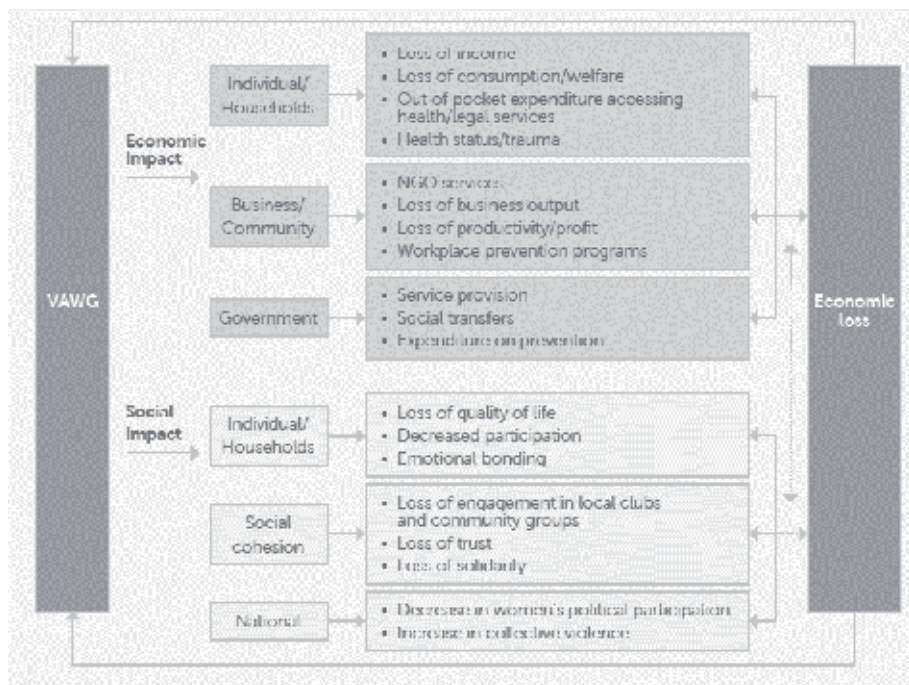 VAWG
Economic
Impact
Individual/
Households
• Loss of income
• Loss of consumption/welfare
• Out of pocket expenditure accessing
health/legal services
• Health status/trauma
Business/
Community
• NGO services
• Loss of business output
• Loss of productivity/profit
• Workplace prevention programs
Government
• Service provision
• Social transfers
• Expenditure on prevention
Social
Impact
Individual/
Households
• Loss of quality of life
• Decreased participation
• Emotional bonding
Social
cohesion
• Loss of engagement in local clubs
and community groups
• Loss of trust
• Loss of solidarity
National
• Decrease in women's political participation
• Increase in collective violence
Economic
loss